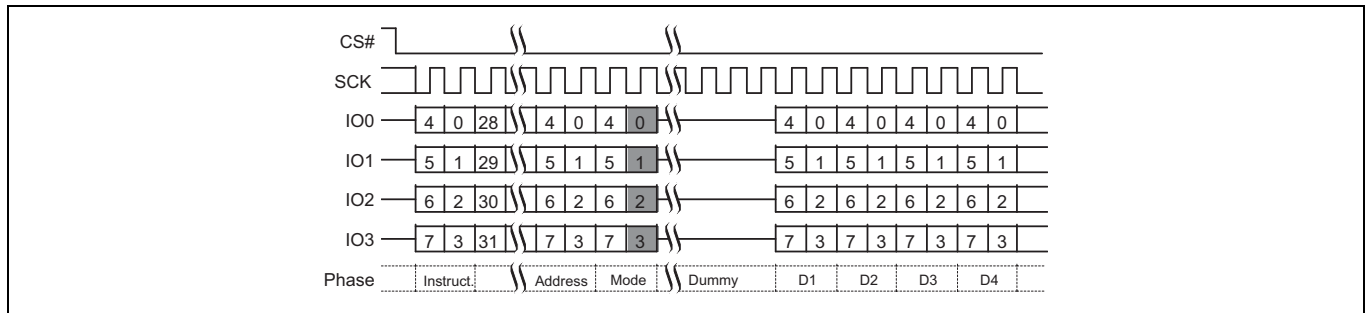 CS#
SCK
IO0 4 0 28 4 0 4 0 4 0 4 0 4 0 4 0
IO1 5 1 29 5 1 5 1 5 1 5 1 5 1 5 1
IO2 6 2 30 6 2 6 2 6 2 6 2 6 2 6 2
IO3 7 3 31 7 3 7 3 7 3 7 3 7 3 7 3
Phase Instruct. Address Mode Dummy D1 D2 D3 D4